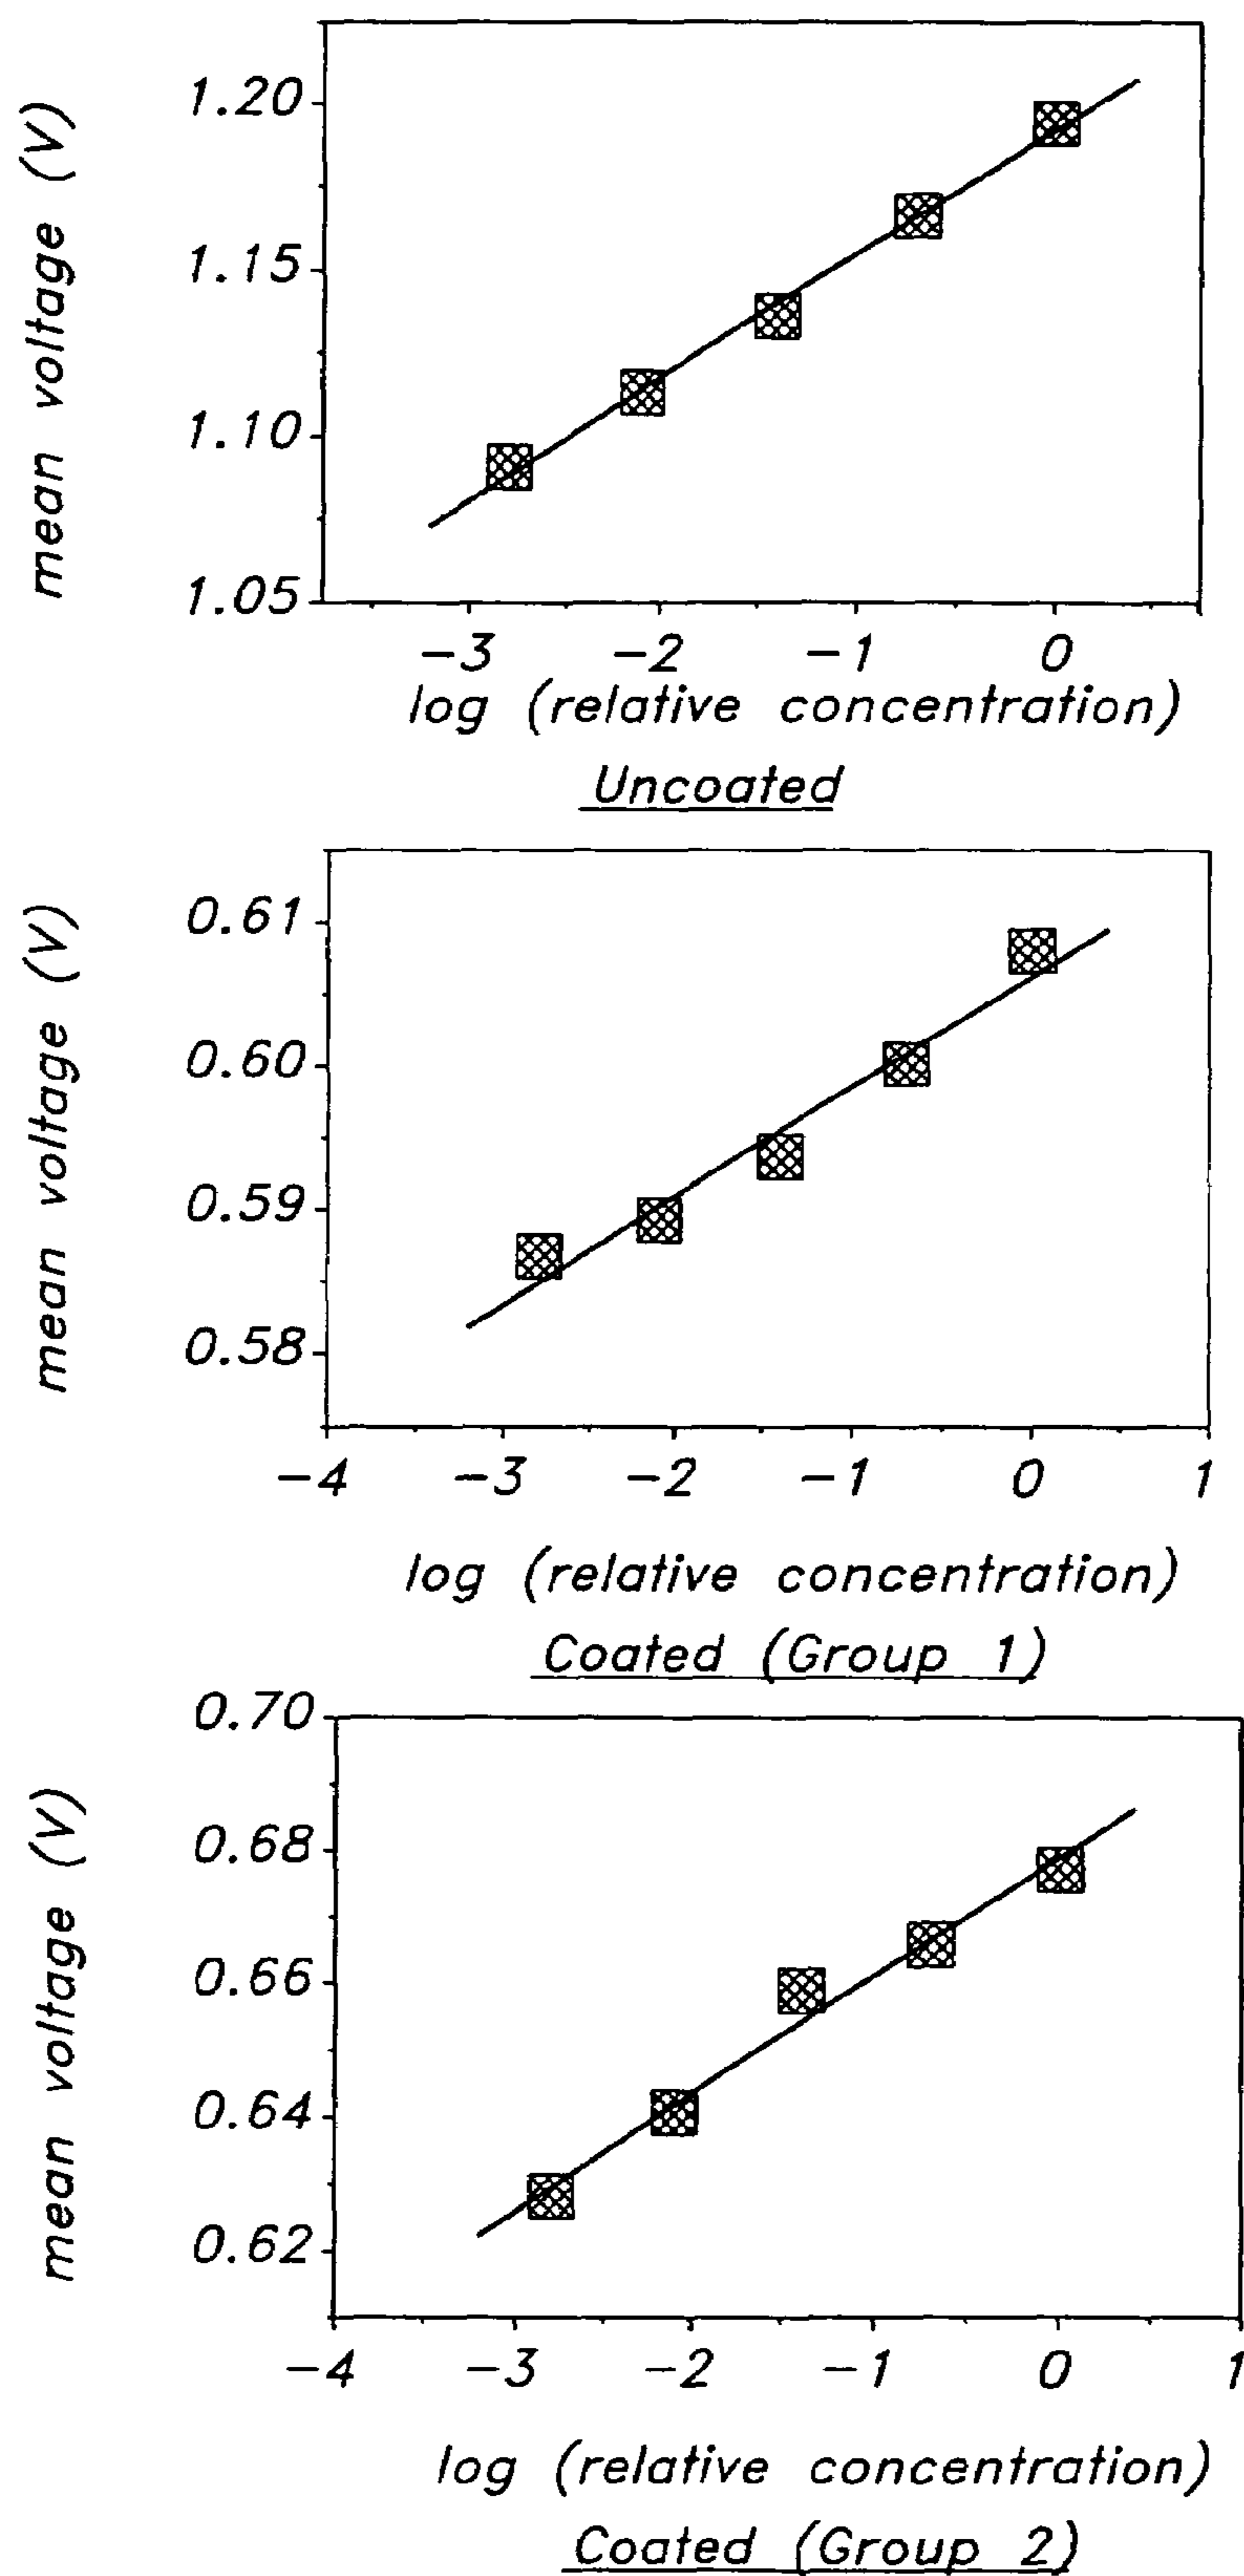 mean voltage (V)
1.20
1.15
1.10
1.05
−3 −2 −1 0
log (relative concentration)
Uncoated
mean voltage (V)
0.61
0.60
0.59
0.58
−4 −3 −2 −1 0 1
log (relative concentration)
Coated (Group 1)
mean voltage (V)
0.70
0.68
0.66
0.64
0.62
−4 −3 −2 −1 0 1
log (relative concentration)
Coated (Group 2)